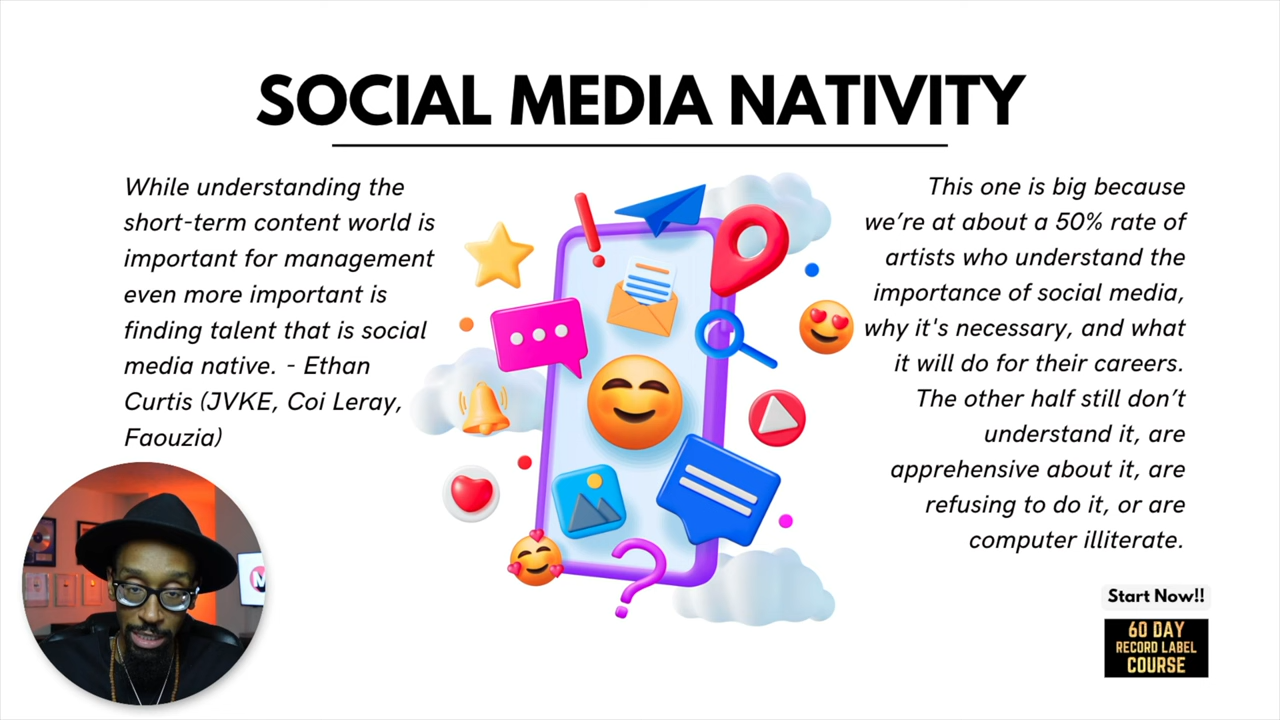 SOCIAL MEDIA NATIVITY
While understanding the
short-term content world is
important for management
even more important is
finding talent that is social
media native. - Ethan
Curtis (JVKE, Coi Leray,
Faouzia)
This one is big because
we’re at about a 50% rate of
artists who understand the
importance of social media,
why it's necessary, and what
it will do for their careers.
The other half still don’t
understand it, are
apprehensive about it, are
refusing to do it, or are
computer illiterate.
Start Now!!
60 DAY
RECORD LABEL
COURSE